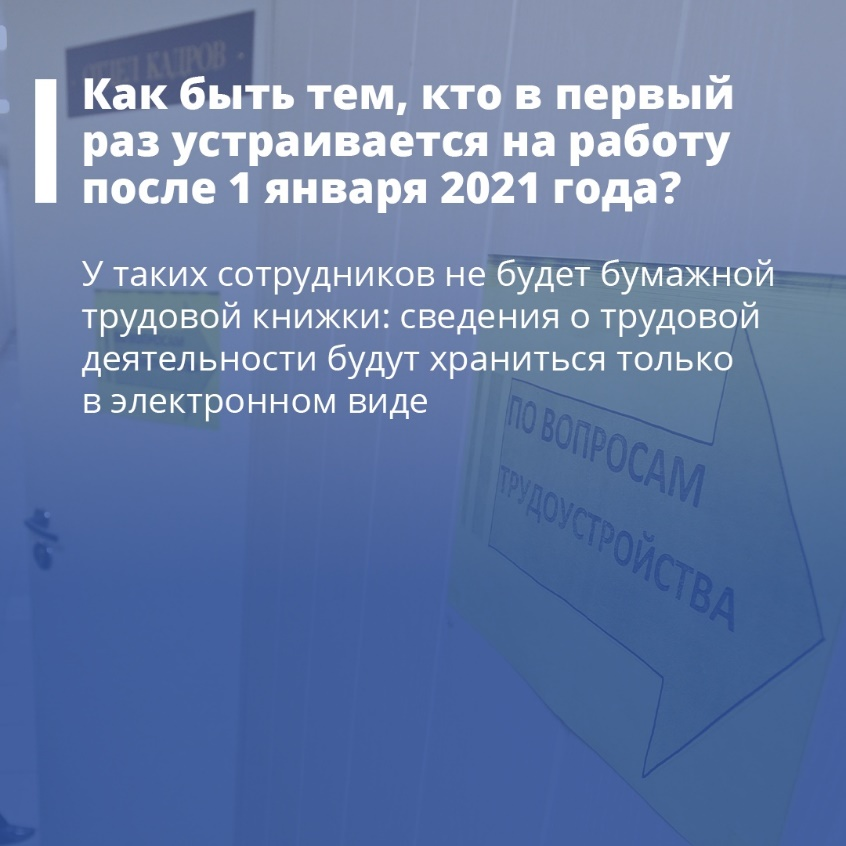 ОТДЕЛ КАДРОВ
Как быть тем, кто в первый
раз устраивается на работу
после 1 января 2021 года?
У таких сотрудников не будет бумажной
трудовой книжки: сведения о трудовой
деятельности будут храниться только
в электронном виде
ПО ВОПРОСАМ
ТРУДОУСТРОЙСТВА